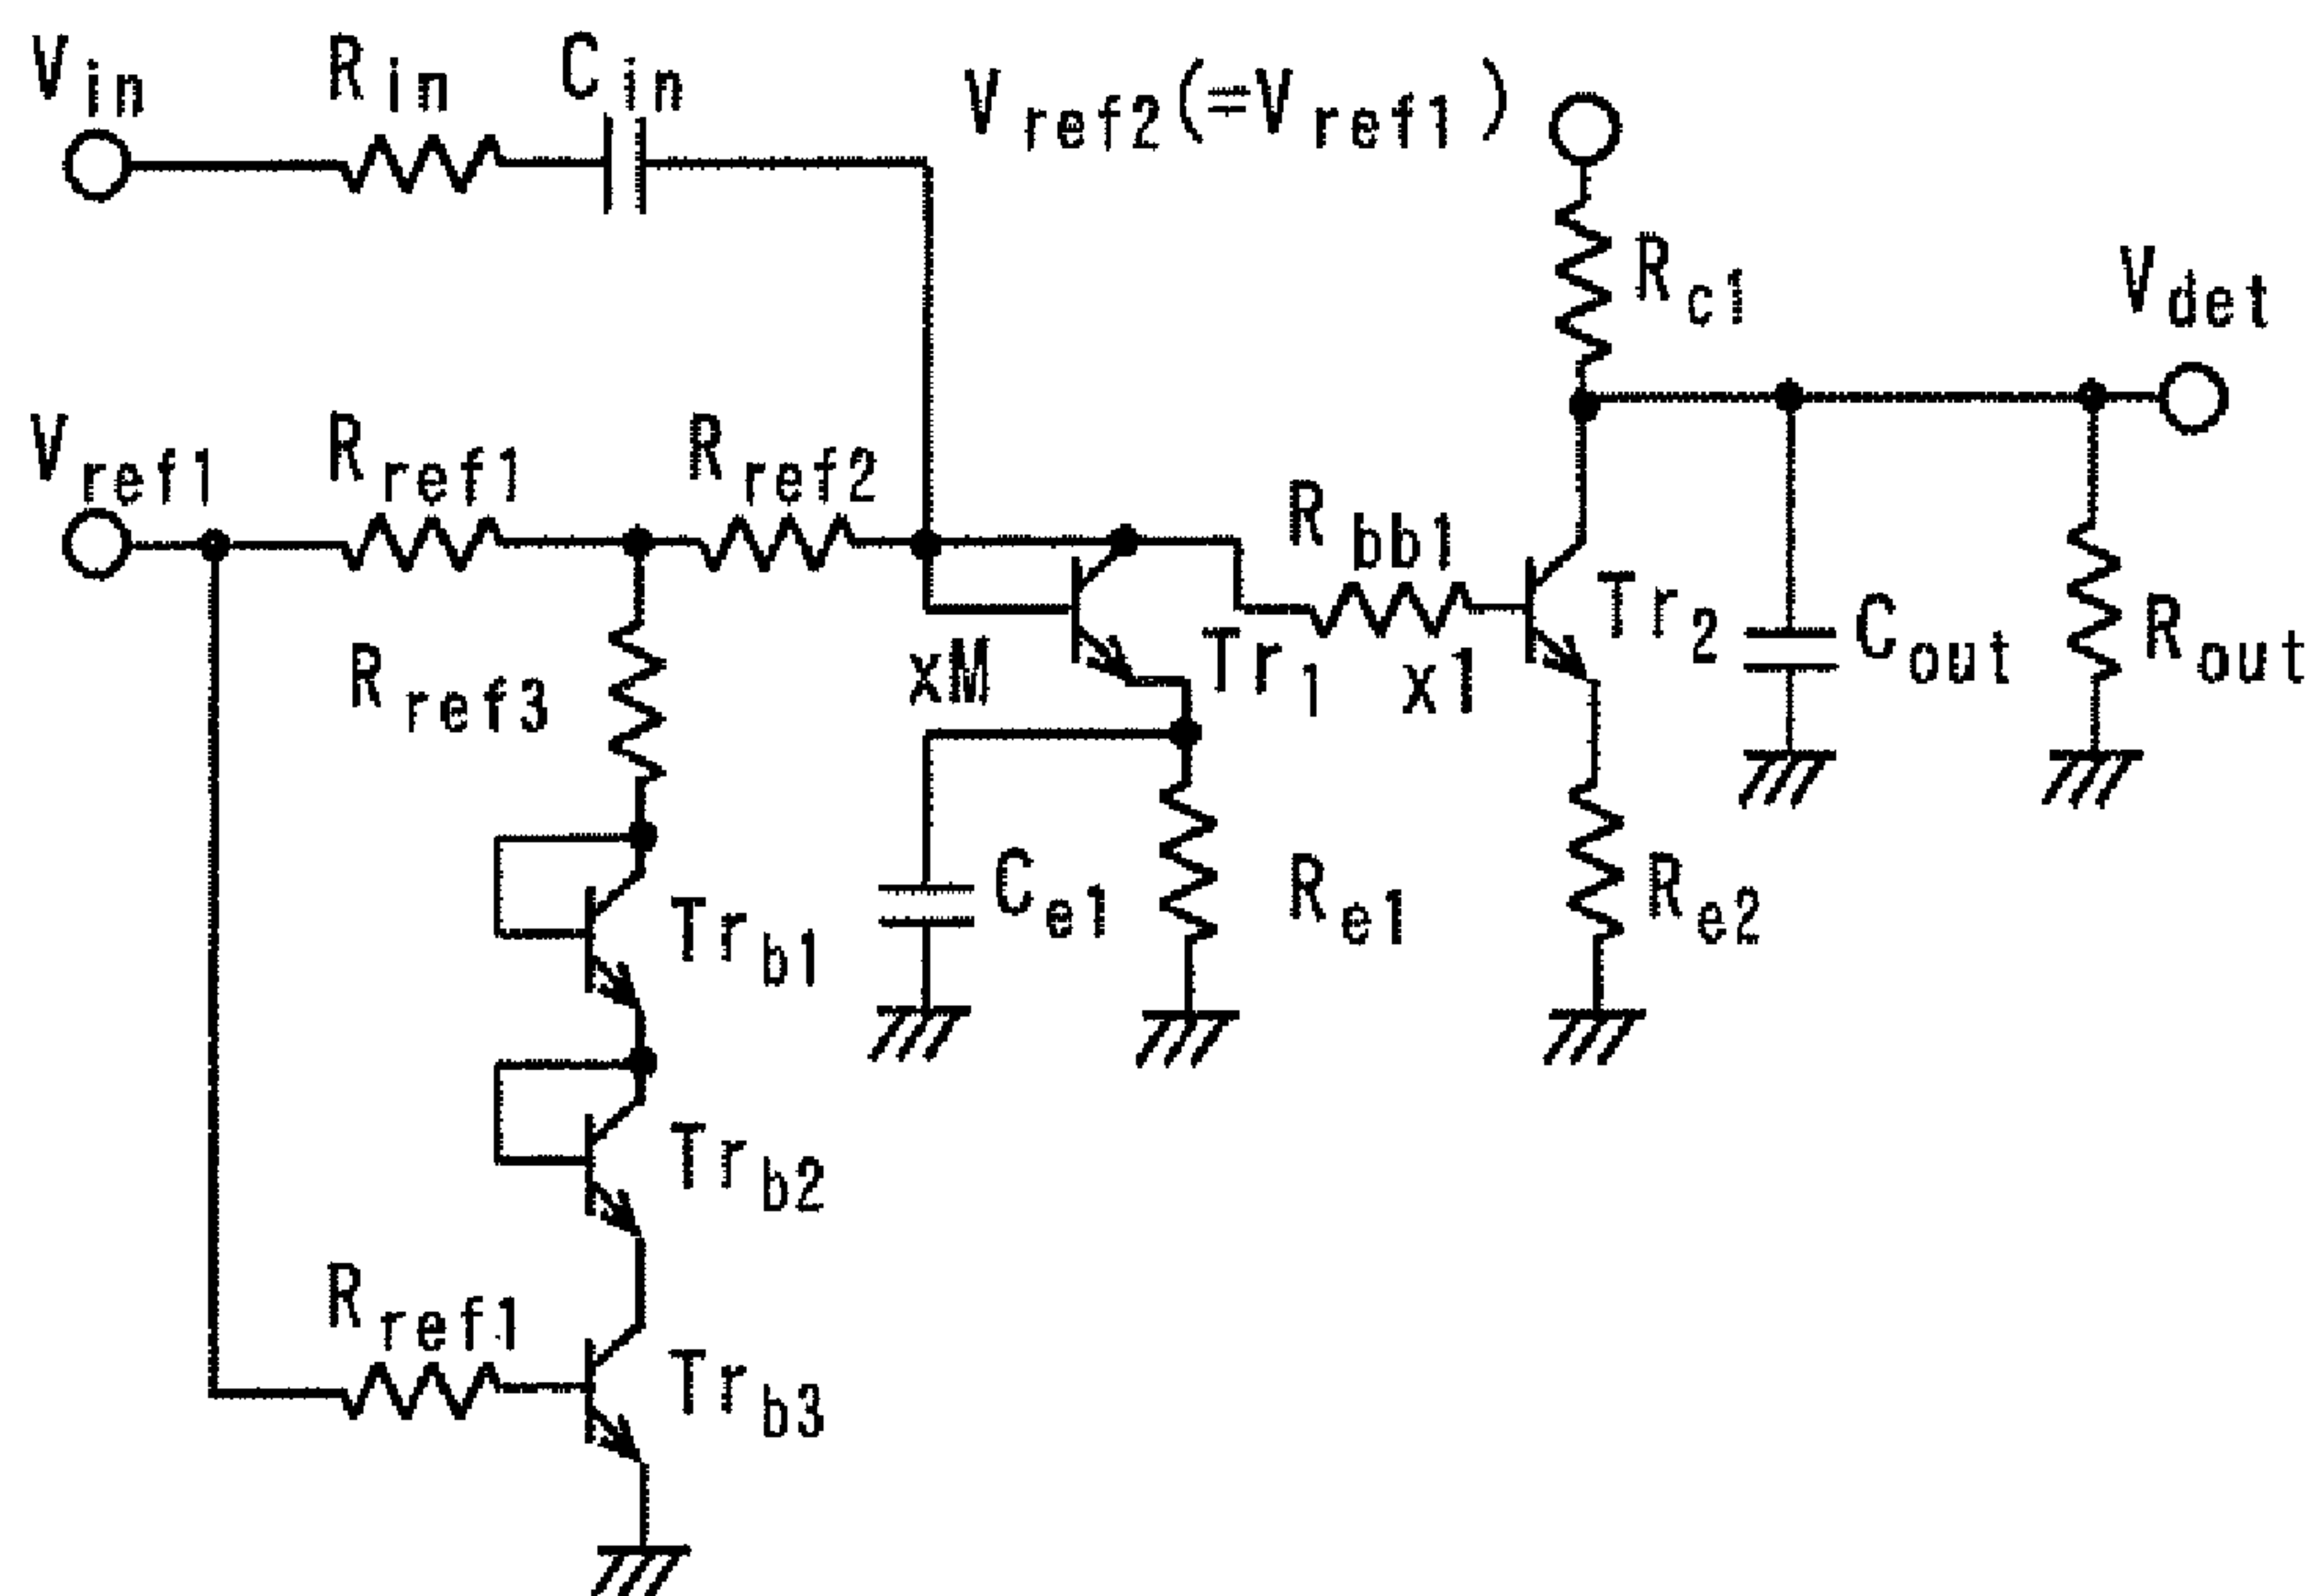 Vin Rin Cin Vref2(=Vref1)
Rc1
Vdet
Vref1 Rref1 Rref2
Rbb1
Rref3 xM Tr1 x1 Tr2 Cout Rout
Trb1 Ce1 Re1 Re2
Trb2
Rref1
Trb3